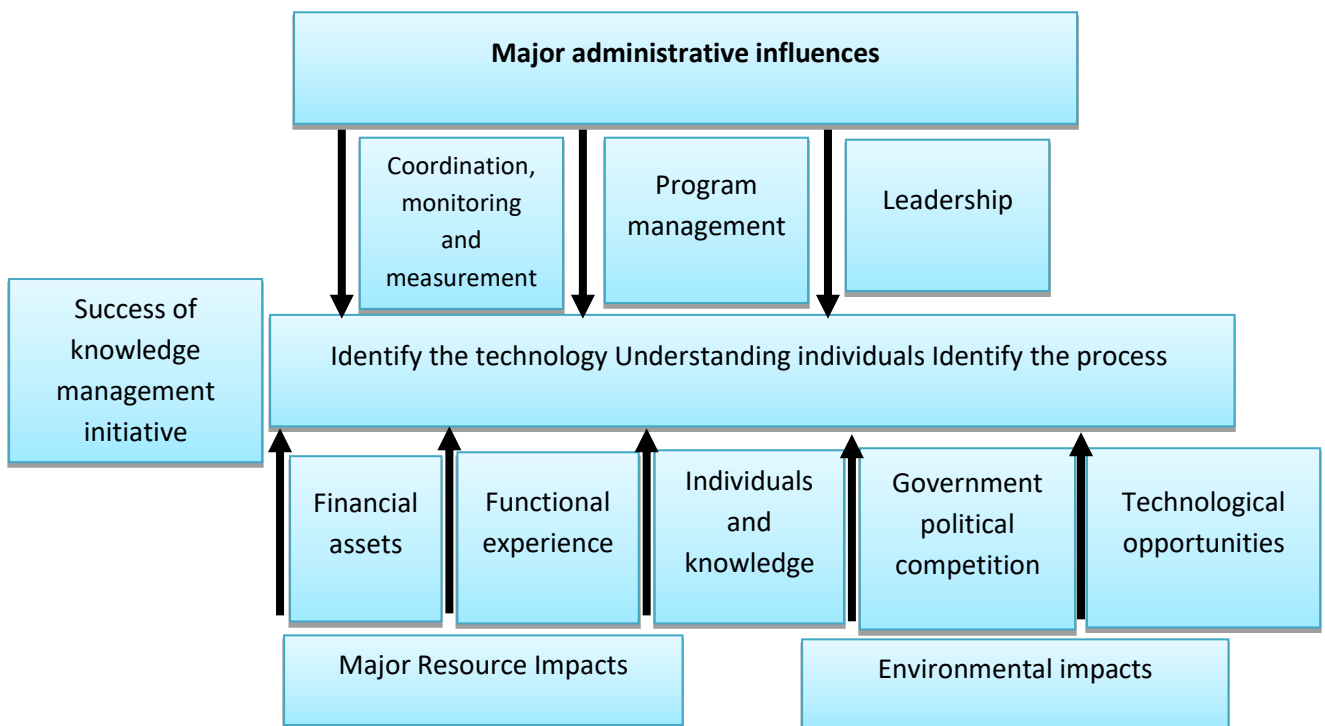 Major administrative influences
Coordination,
monitoring
and
measurement
Program
management
Leadership
Success of
knowledge
management
initiative
Identify the technology Understanding individuals Identify the process
Financial
assets
Functional
experience
Individuals
and
knowledge
Government
political
competition
Technological
opportunities
Major Resource Impacts
Environmental impacts